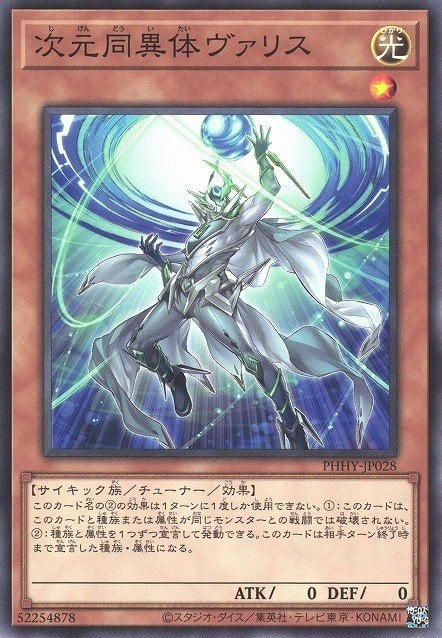 次元同異体ヴァリス
光
PHHY-JP028
【サイキック族／チューナー／効果】
このカード名の②の効果は1ターンに1度しか使用できない。①：このカードは、
このカードと種族または属性が同じモンスターとの戦闘では破壊されない。
②：種族と属性を1つずつ宣言して発動できる。このカードは相手ターン終了時
まで宣言した種族・属性になる。
ATK/ 0 DEF/ 0
52254878
©スタジオ・ダイス／集英社・テレビ東京・KONAMI